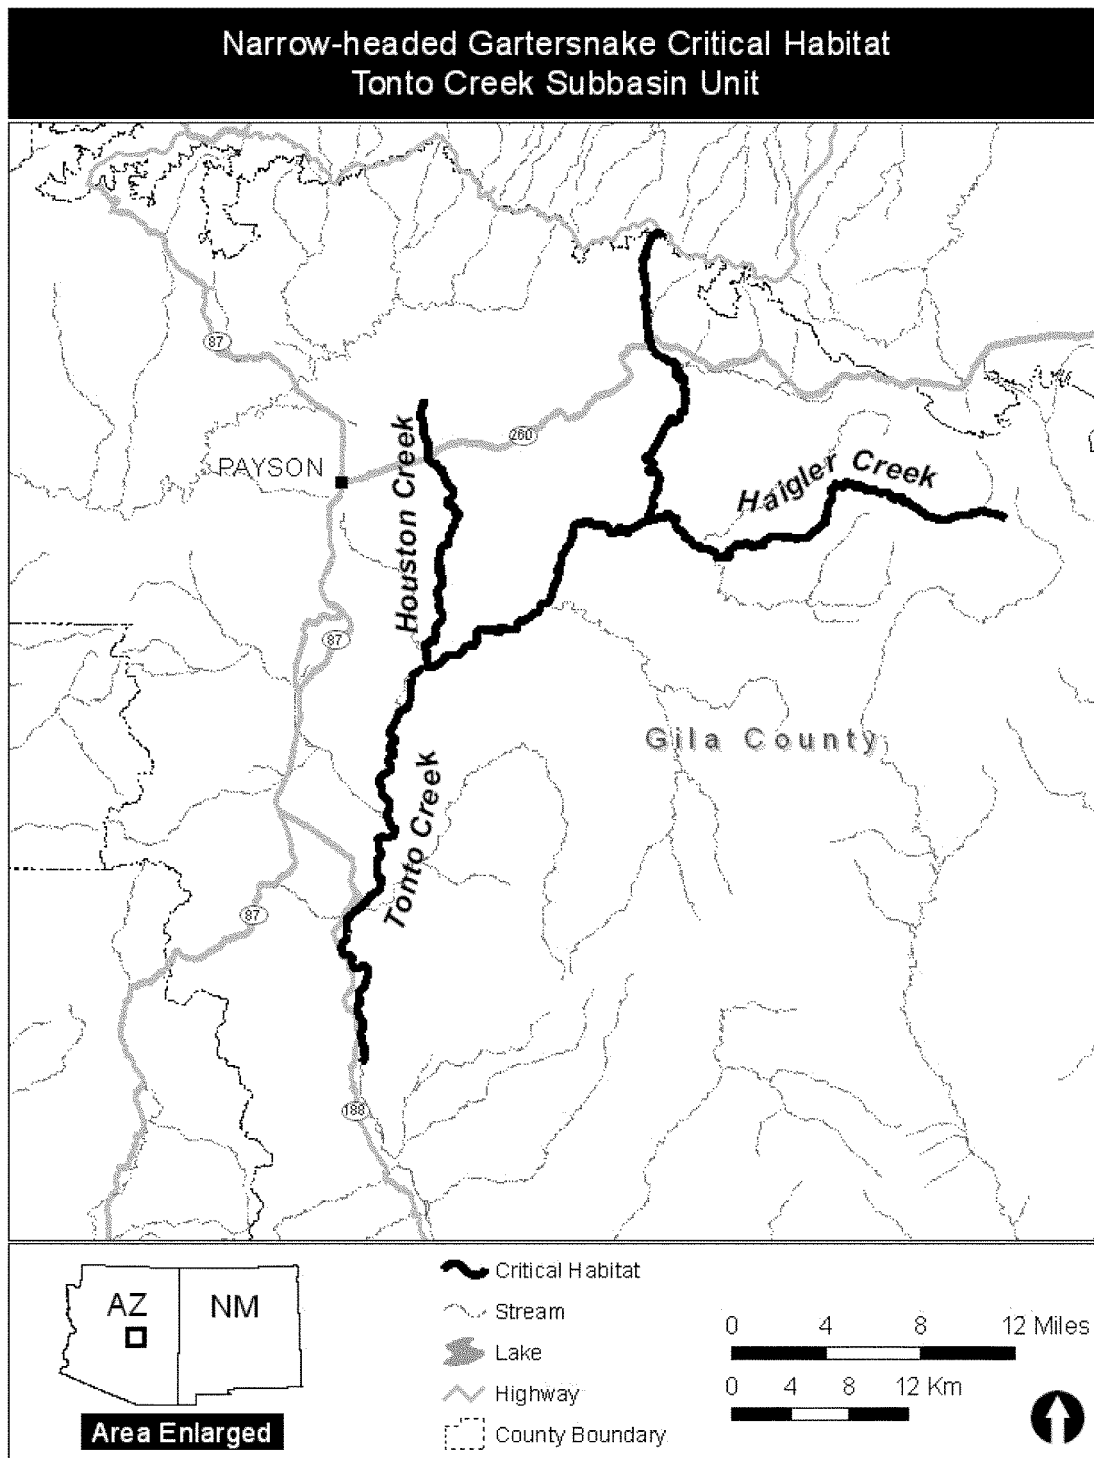 Narrow-headed Gartersnake Critical Habitat
Tonto Creek Subbasin Unit
87
260
PAYSON
Houston Creek
Haigler Creek
87
Gila County
Tonto Creek
87
188
AZ
NM
Area Enlarged
Critical Habitat
Stream
Lake
Highway
County Boundary
0 4 8 12 Miles
0 4 8 12 Km